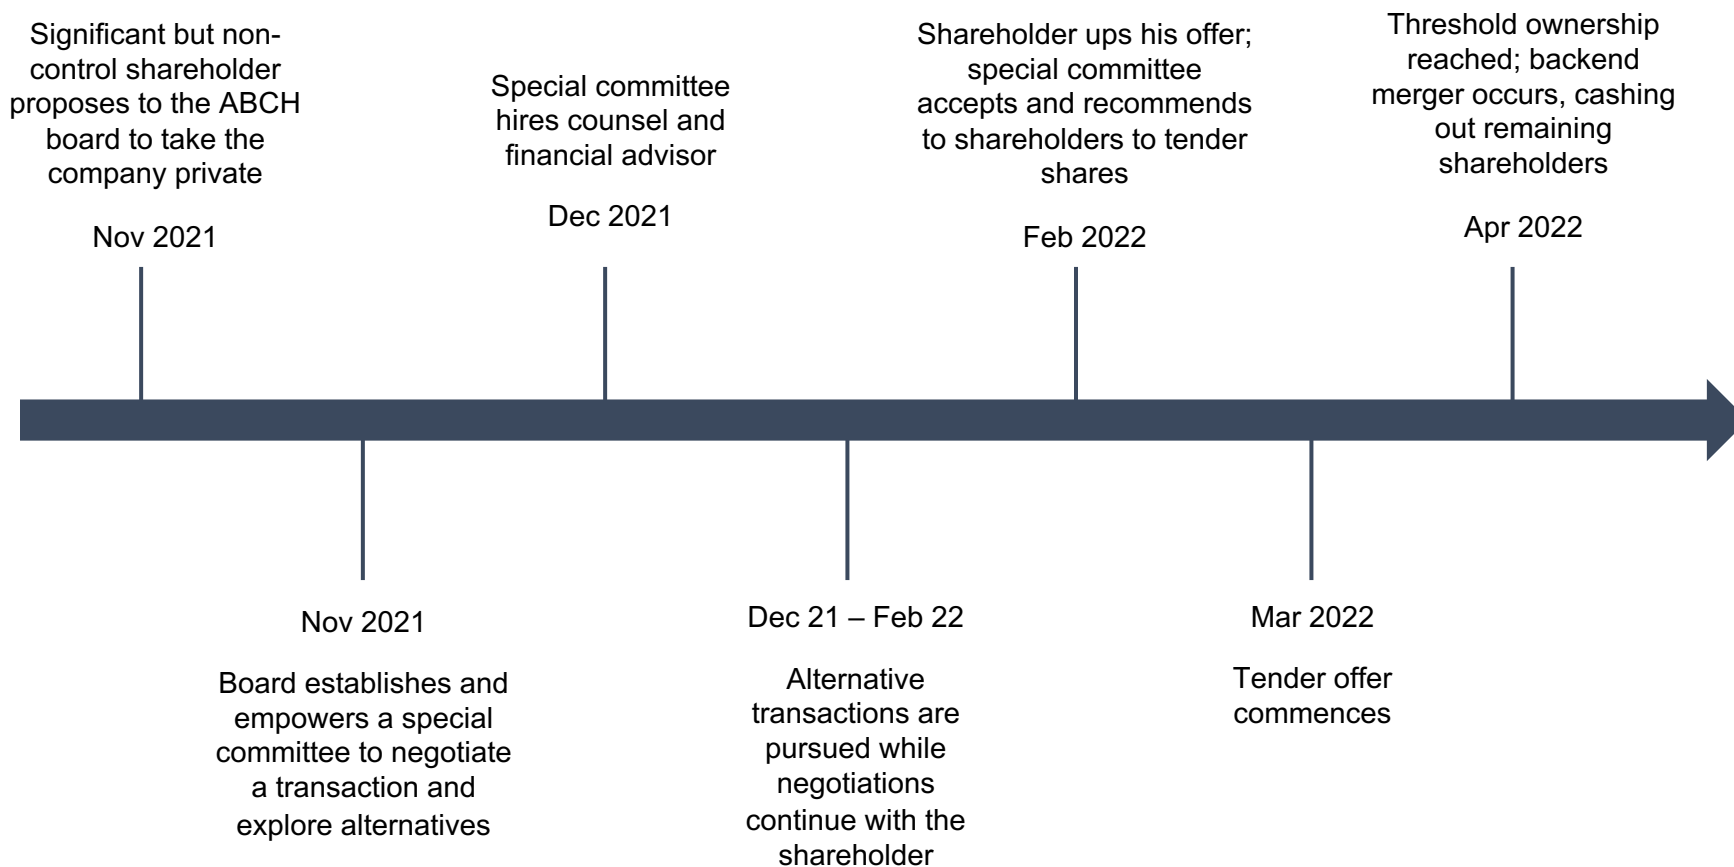 Significant but non-
control shareholder
proposes to the ABCH
board to take the
company private
Nov 2021
Nov 2021
Board establishes and
empowers a special
committee to negotiate
a transaction and
explore alternatives
Special committee
hires counsel and
financial advisor
Dec 2021
Dec 21 – Feb 22
Alternative
transactions are
pursued while
negotiations
continue with the
shareholder
Shareholder ups his offer;
special committee
accepts and recommends
to shareholders to tender
shares
Feb 2022
Mar 2022
Tender offer
commences
Threshold ownership
reached; backend
merger occurs, cashing
out remaining
shareholders
Apr 2022